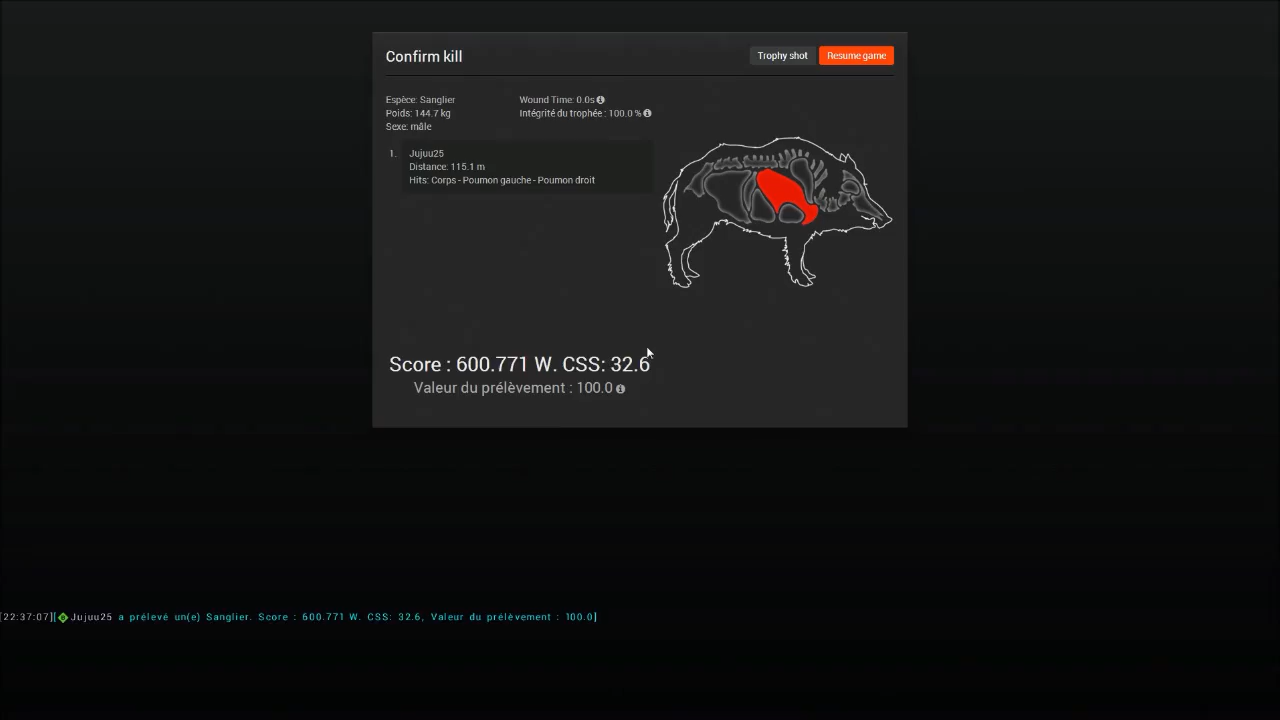 Confirm kill
Trophy shot
Resume game
Espèce: Sanglier
Wound Time: 0.0s
Poids: 144.7 kg
Intégrité du trophée : 100.0 %
Sexe: mâle
1. Jujuu25
Distance: 115.1 m
Hits: Corps - Poumon gauche - Poumon droit
Score : 600.771 W. CSS: 32.6
Valeur du prélèvement : 100.0
[22:37:07][Jujuu25 a prélevé un(e) Sanglier. Score : 600.771 W. CSS: 32.6, Valeur du prélèvement : 100.0]